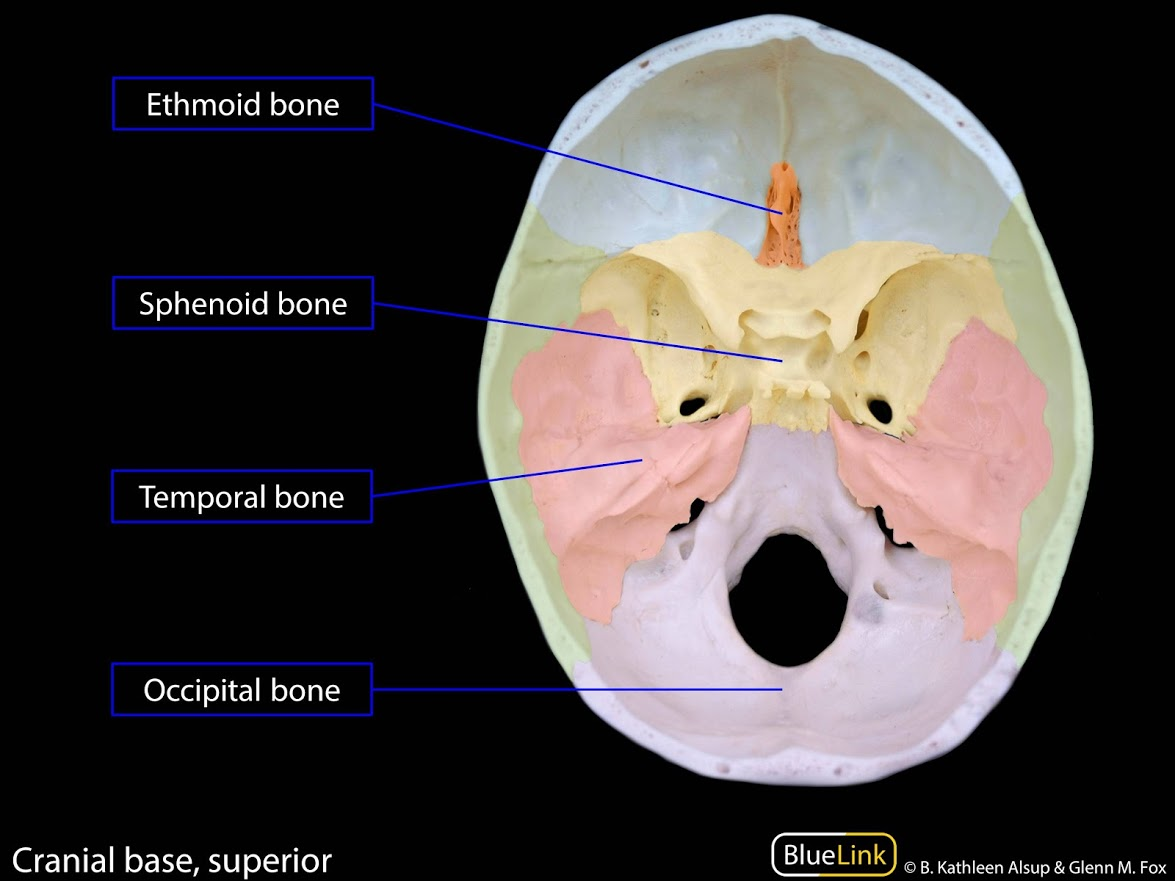 Ethmoid bone
Sphenoid bone
Temporal bone
Occipital bone
Cranial base, superior
BlueLink
© B. Kathleen Alsup & Glenn M. Fox